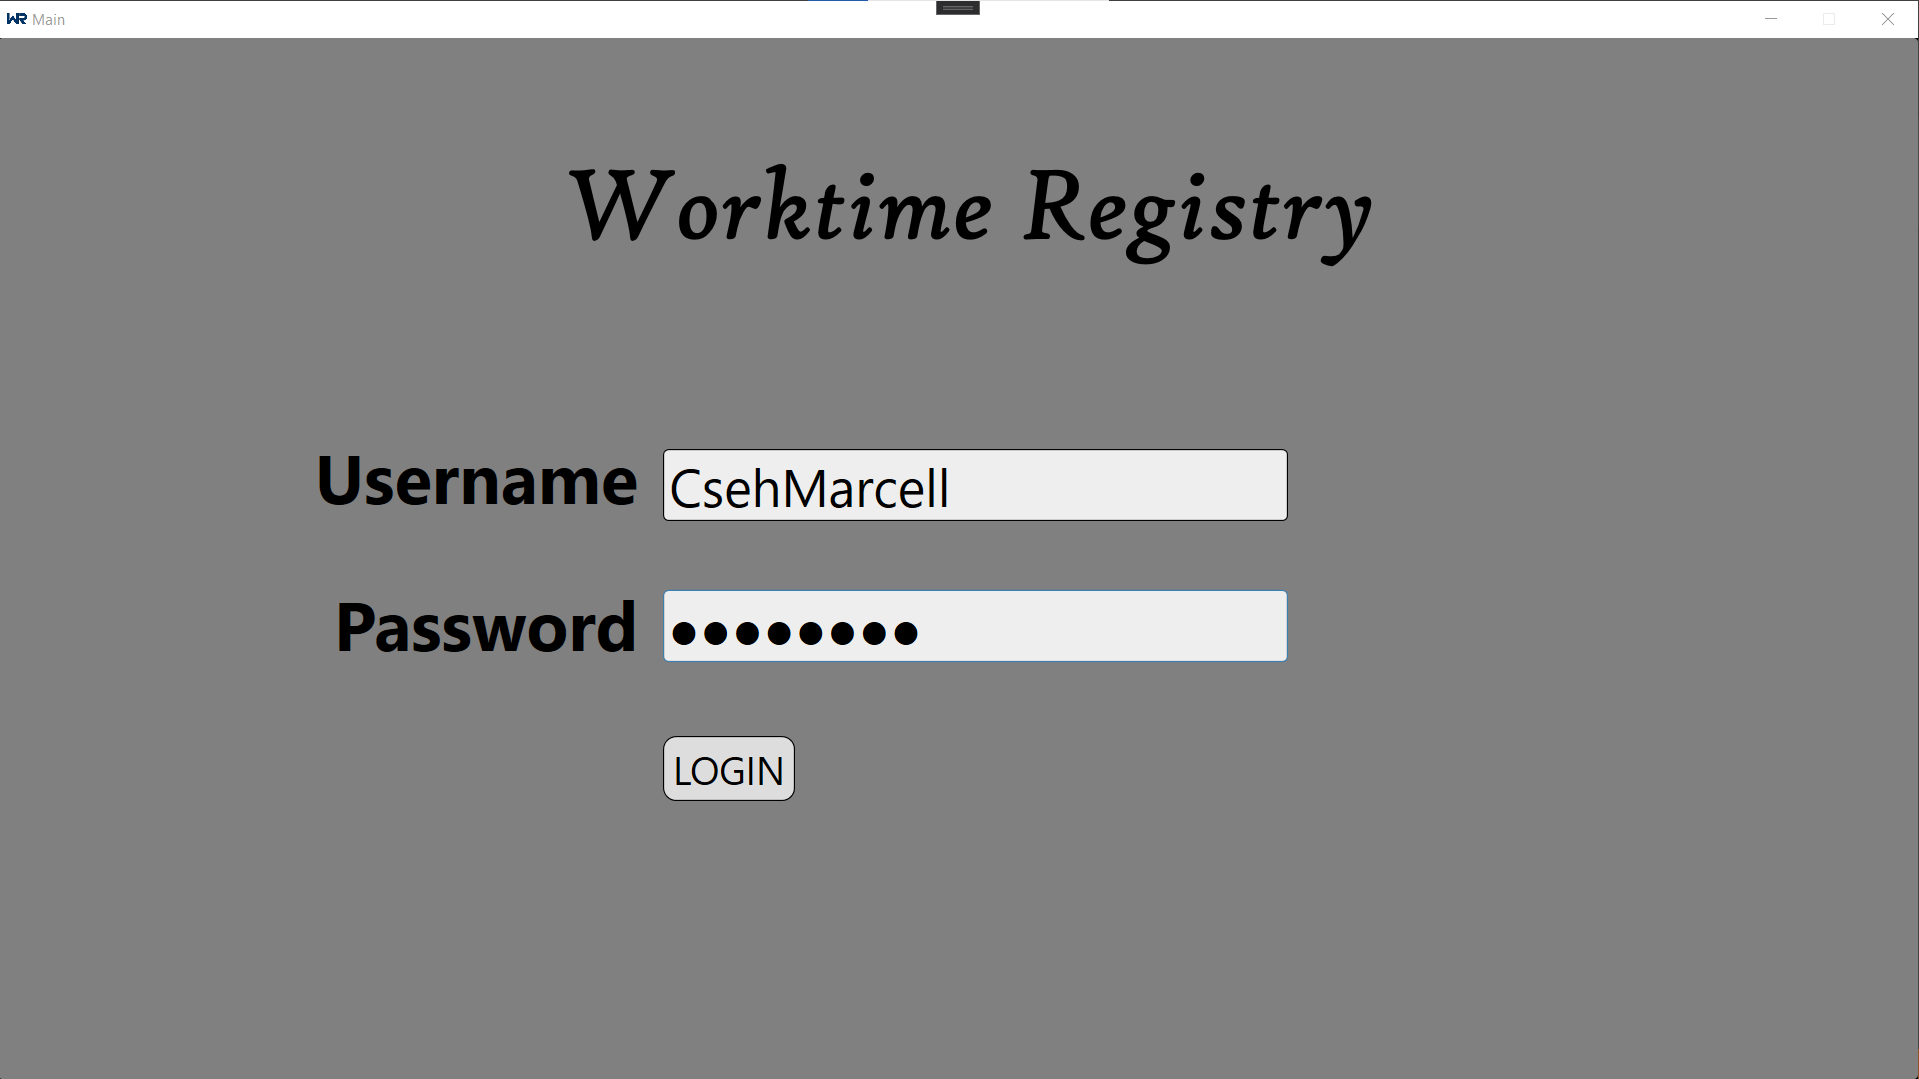 WR Main
Worktime Registry
Username CsehMarcell
Password ●●●●●●●●
LOGIN